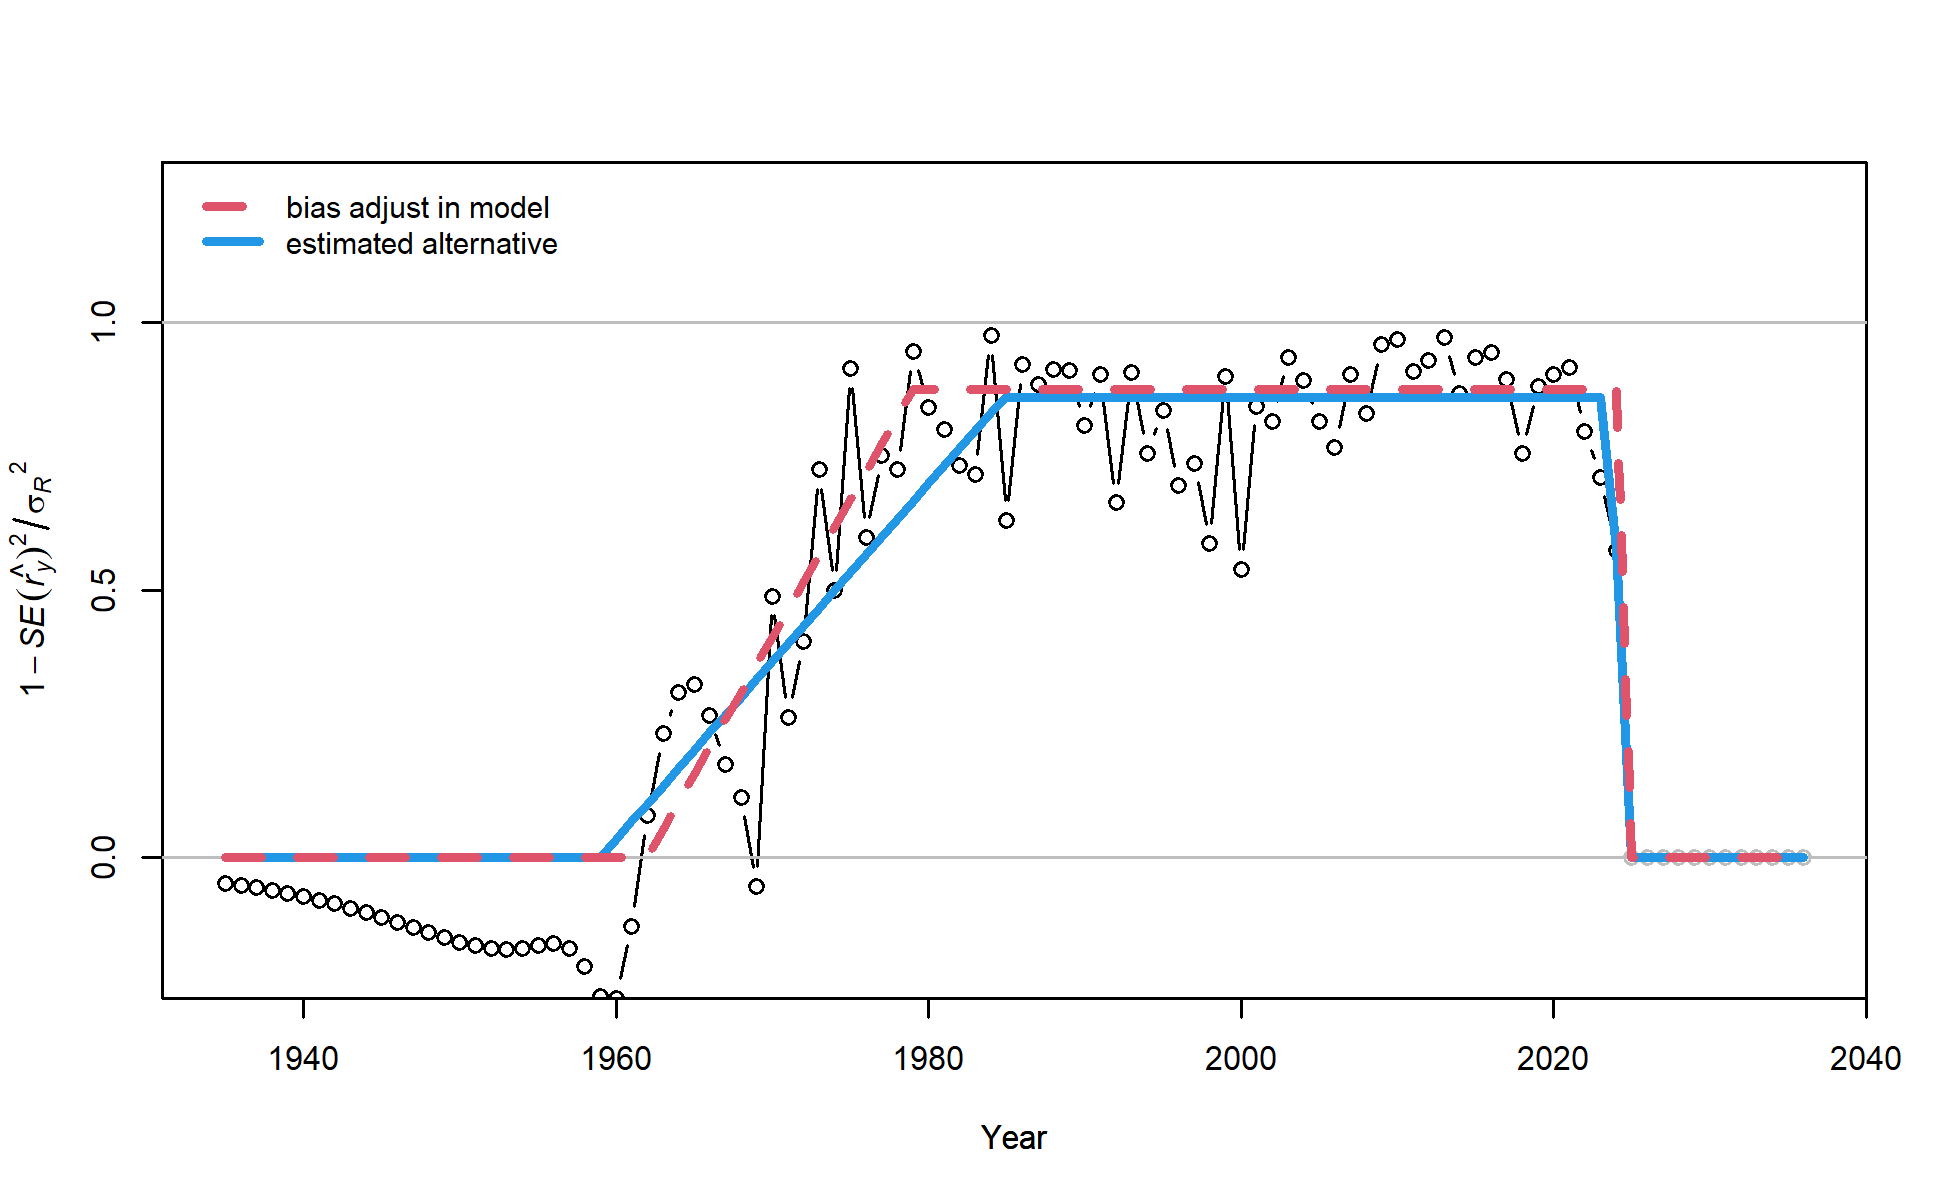 bias adjust in model
estimated alternative
1 − SE(r̂y)² / σR²
1.0
0.5
0.0
1940 1960 1980 2000 2020 2040
Year